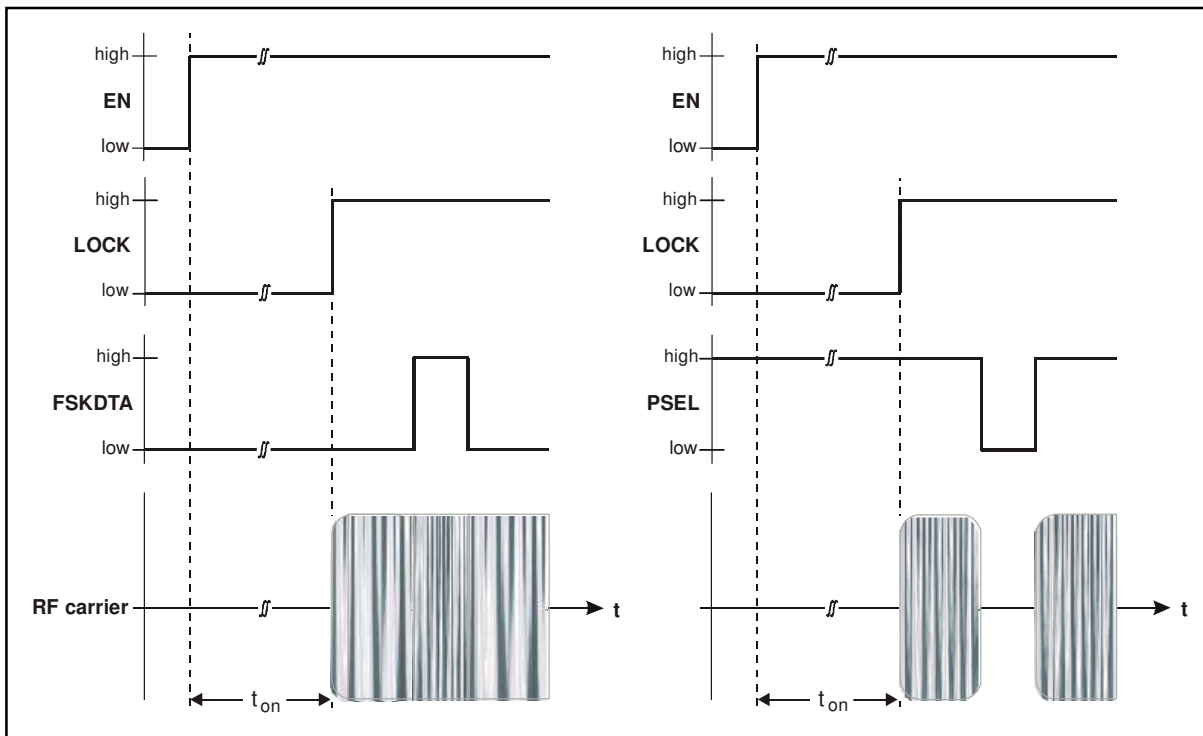 high
EN
low
high
LOCK
low
high
FSKDTA
low
RF carrier
t
t on
high
EN
low
high
LOCK
low
high
PSEL
low
t
t on